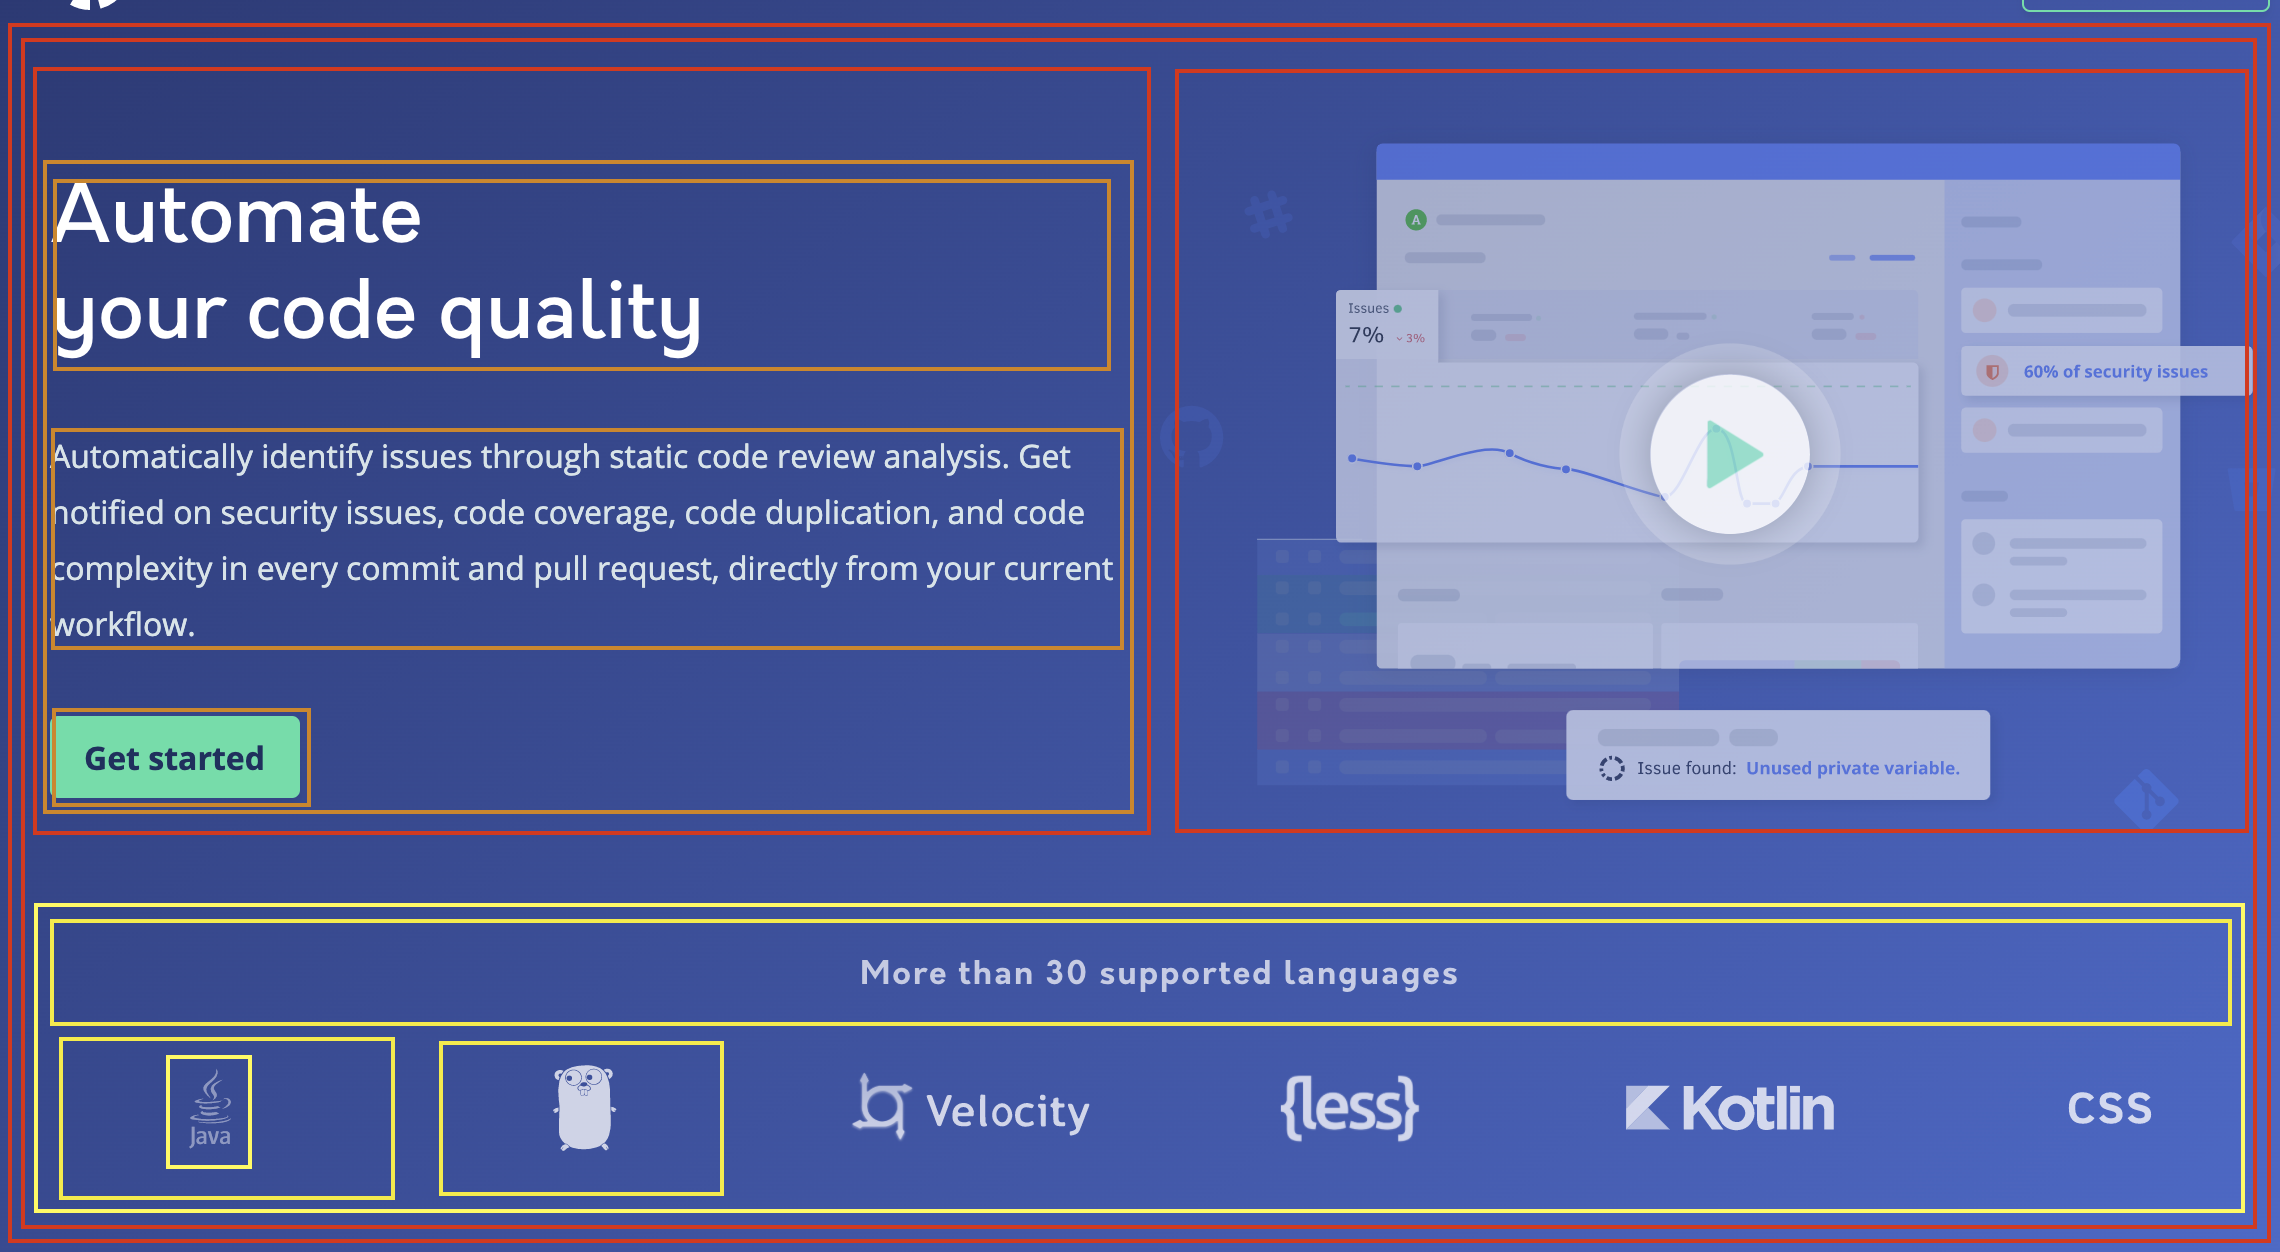 Automate
your code quality
Automatically identify issues through static code review analysis. Get
notified on security issues, code coverage, code duplication, and code
complexity in every commit and pull request, directly from your current
workflow.
Get started
A
Issues
7% 3%
60% of security issues
Issue found: Unused private variable.
More than 30 supported languages
Java
Velocity
{less}
Kotlin
CSS